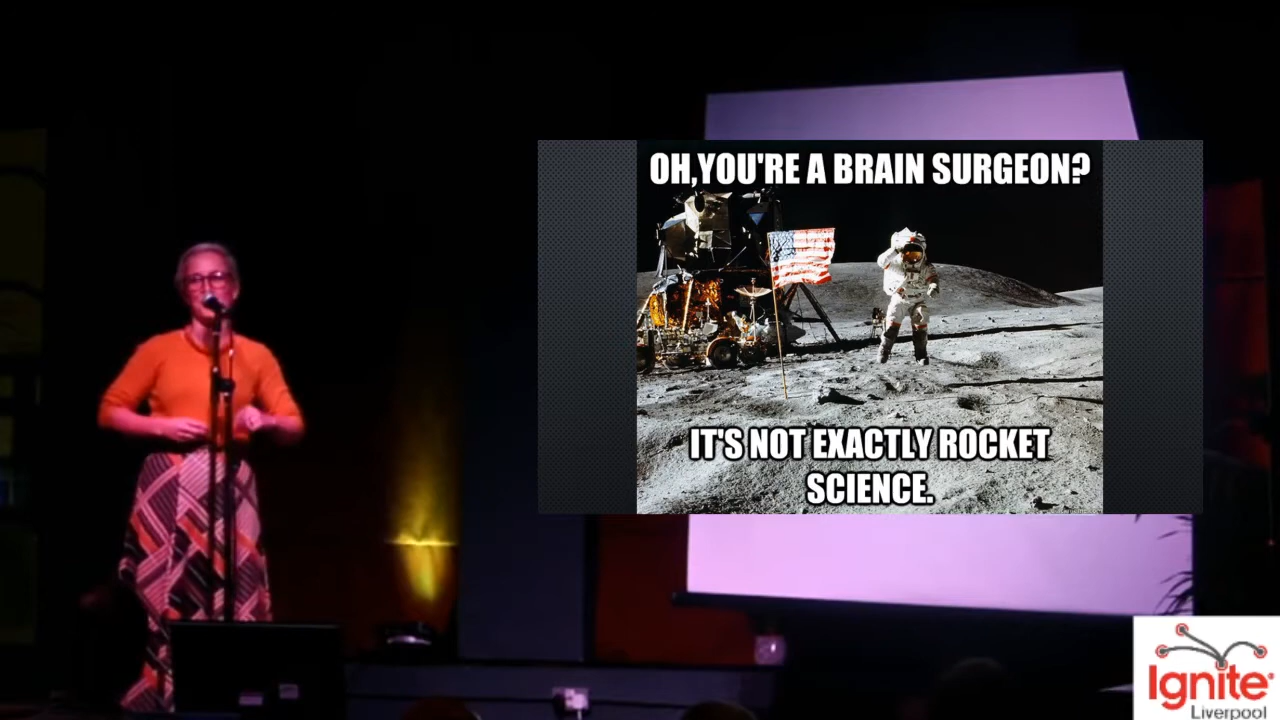 OH,YOU'RE A BRAIN SURGEON?
IT'S NOT EXACTLY ROCKET
SCIENCE.
Ignite
Liverpool